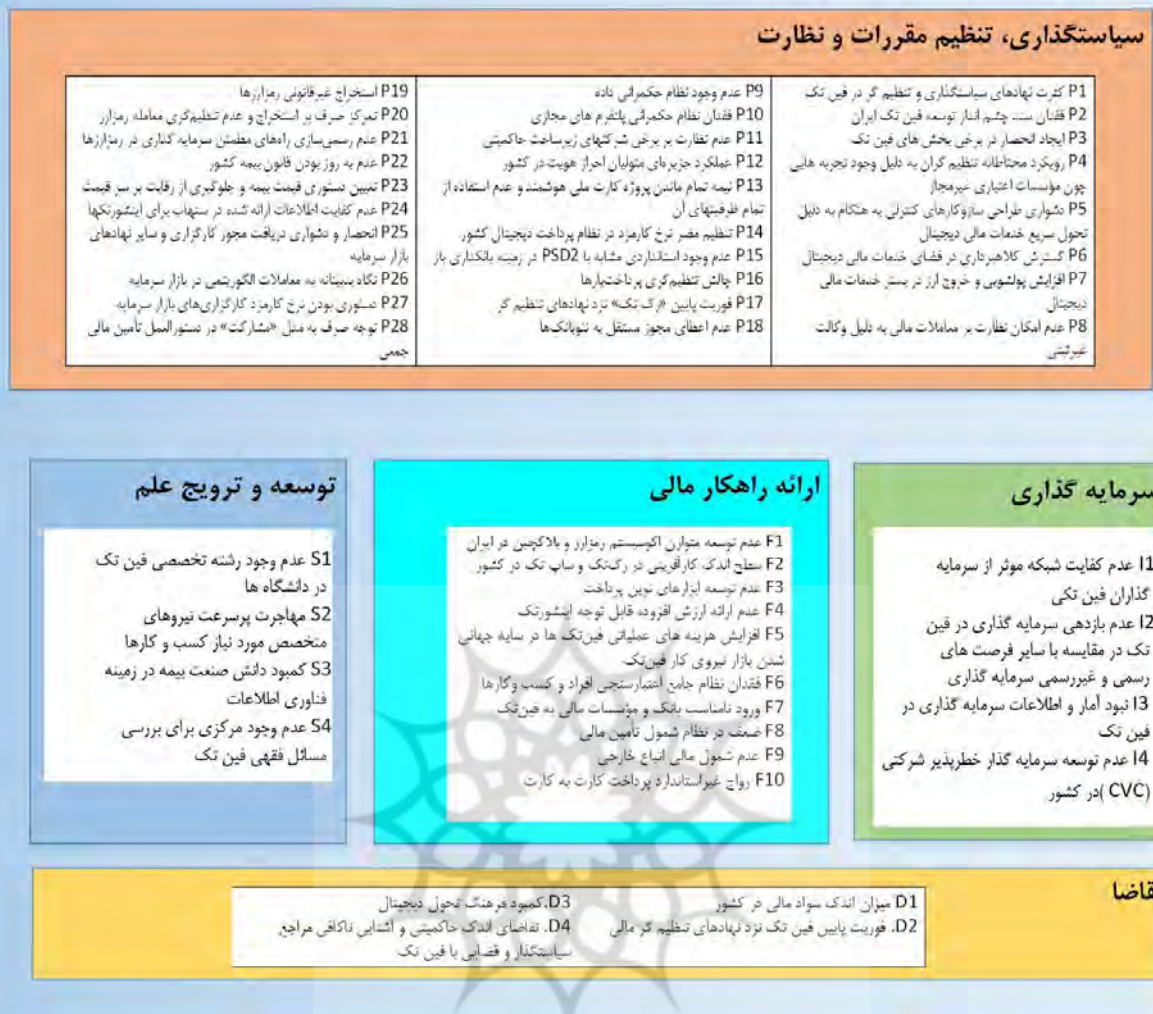 سیاستگذاری، تنظیم مقررات و نظارت
P1 کثرت نهادهای سیاستگذاری و تنظیم گر در فین تک
P2 فقدان سند چشم انداز توسعه فین تک ایران
P3 ایجاد انحصار در برخی بخش های فین تک
P4 رویکرد محتاطانه تنظیم گران به دلیل وجود تجربه هایی
چون مؤسسات اعتباری غیرمجاز
P5 دشواری طراحی سازوکارهای کنترلی به هنگام به دلیل
تحول سریع خدمات مالی دیجیتال
P6 گسترش کلاهبرداری در فضای خدمات مالی دیجیتال
P7 افزایش پولشویی و خروج ارز در بستر خدمات مالی
دیجیتال
P8 عدم امکان نظارت بر معاملات مالی به دلیل وکالت
غیرثبتی
P9 عدم وجود نظام حکمرانی داده
P10 فقدان نظام حکمرانی پلتفرم های مجازی
P11 عدم نظارت بر برخی شرکتهای زیرساخت حاکمیتی
P12 عملکرد جزیره‌ای متولیان احراز هویت در کشور
P13 نیمه تمام ماندن پروژه کارت ملی هوشمند و عدم استفاده از
تمام ظرفیتهای آن
P14 تنظیم مضر نرخ کارمزد در نظام پرداخت دیجیتال کشور
P15 عدم وجود استانداردی مشابه با PSD2 در زمینه بانکداری باز
P16 چالش تنظیم‌گری پرداختیارها
P17 فوریت پایین «رگ تک» نزد نهادهای تنظیم گر
P18 عدم اعطای مجوز مستقل به نئوبانک‌ها
P19 استخراج غیرقانونی رمزارزها
P20 تمرکز صرف بر استخراج و عدم تنظیم‌گری معامله رمزارز
P21 عدم رسمی‌سازی راه‌های مطمئن سرمایه گذاری در رمزارزها
P22 عدم به روز بودن قانون بیمه کشور
P23 تعیین دستوری قیمت بیمه و جلوگیری از رقابت بر سر قیمت
P24 عدم کفایت اطلاعات ارائه شده در سنهاب برای اینشورتکها
P25 انحصار و دشواری دریافت مجوز کارگزاری و سایر نهادهای
بازار سرمایه
P26 نگاه بدبینانه به معاملات الگوریتمی در بازار سرمایه
P27 دستوری بودن نرخ کارمزد کارگزاری‌های بازار سرمایه
P28 توجه صرف به مدل «مشارکت» در دستورالعمل تأمین مالی
جمعی
سرمایه گذاری
I1 عدم کفایت شبکه موثر از سرمایه
گذاران فین تکی
I2 عدم بازدهی سرمایه گذاری در فین
تک در مقایسه با سایر فرصت های
رسمی و غیررسمی سرمایه گذاری
I3 نبود آمار و اطلاعات سرمایه گذاری در
فین تک
I4 عدم توسعه سرمایه گذار خطرپذیر شرکتی
(CVC) در کشور
ارائه راهکار مالی
F1 عدم توسعه متوازن اکوسیستم رمزارز و بلاکچین در ایران
F2 سطح اندک کارآفرینی در رگ‌تک و ساپ تک در کشور
F3 عدم توسعه ابزارهای نوین پرداخت
F4 عدم ارائه ارزش افزوده قابل توجه اینشورتک
F5 افزایش هزینه های عملیاتی فین‌تک ها در سایه جهانی
شدن بازار نیروی کار فین‌تک
F6 فقدان نظام جامع اعتبارسنجی افراد و کسب وکارها
F7 ورود نامناسب بانک و مؤسسات مالی به فین‌تک
F8 ضعف در نظام شمول تأمین مالی
F9 عدم شمول مالی اتباع خارجی
F10 رواج غیراستاندارد پرداخت کارت به کارت
توسعه و ترویج علم
S1 عدم وجود رشته تخصصی فین تک
در دانشگاه ها
S2 مهاجرت پرسرعت نیروهای
متخصص مورد نیاز کسب و کارها
S3 کمبود دانش صنعت بیمه در زمینه
فناوری اطلاعات
S4 عدم وجود مرکزی برای بررسی
مسائل فقهی فین تک
قاضا
D1 میزان اندک سواد مالی در کشور
D2. فوریت پایین فین تک نزد نهادهای تنظیم گر مالی
D3.کمبود فرهنگ تحول دیجیتال
D4. تقاضای اندک حاکمیتی و آشنایی ناکافی مراجع
سیاستگذار و قضایی با فین تک